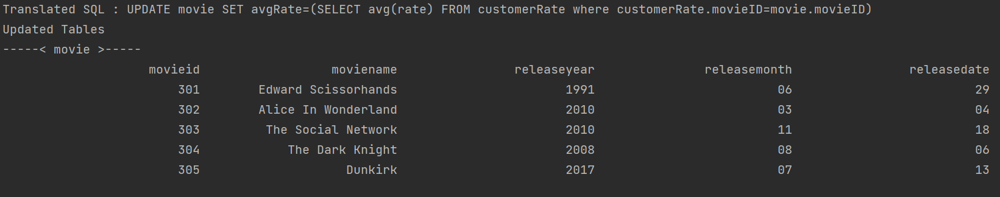 Translated SQL : UPDATE movie SET avgRate=(SELECT avg(rate) FROM customerRate where customerRate.movieID=movie.movieID)
Updated Tables
-----< movie >-----
movieid moviename releaseyear releasemonth releasedate
301 Edward Scissorhands 1991 06 29
302 Alice In Wonderland 2010 03 04
303 The Social Network 2010 11 18
304 The Dark Knight 2008 08 06
305 Dunkirk 2017 07 13